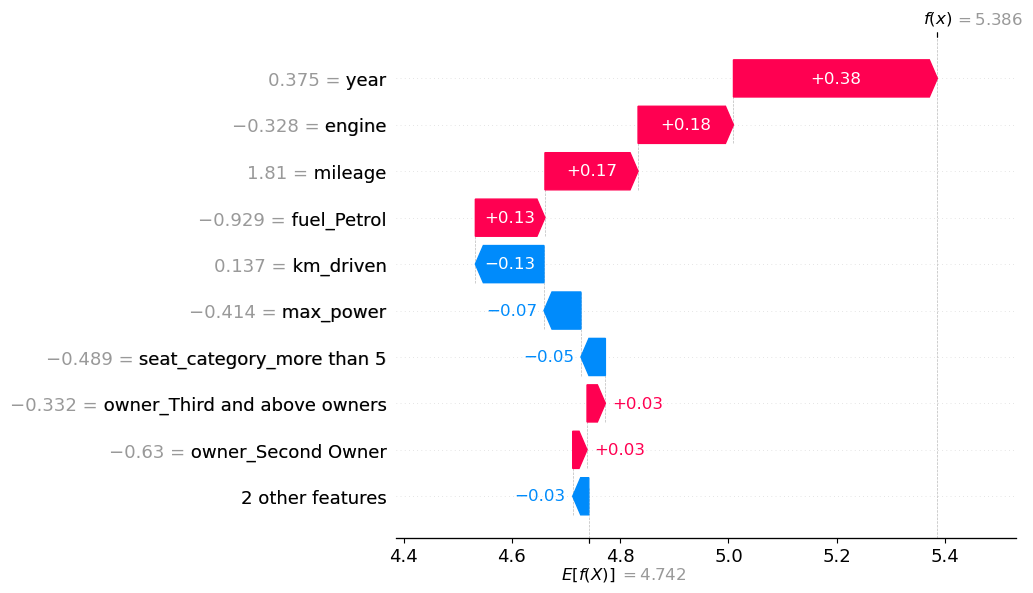 f(x) = 5.386
0.375 = year
+0.38
−0.328 = engine
+0.18
1.81 = mileage
+0.17
−0.929 = fuel_Petrol
+0.13
0.137 = km_driven
−0.13
−0.414 = max_power
−0.07
−0.489 = seat_category_more than 5
−0.05
−0.332 = owner_Third and above owners
+0.03
−0.63 = owner_Second Owner
+0.03
2 other features
−0.03
4.4 4.6 4.8 5.0 5.2 5.4
E[f(X)] = 4.742